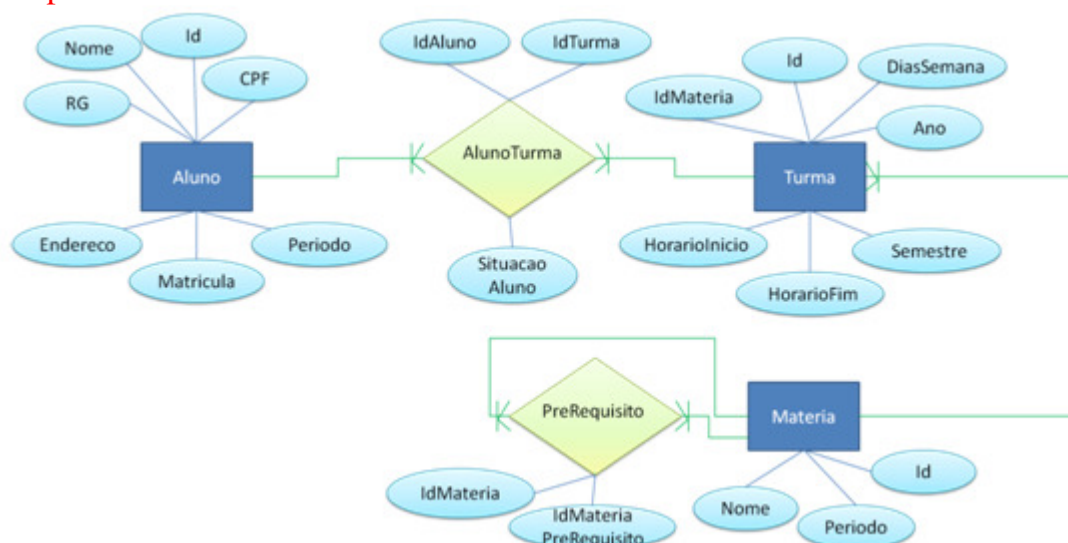 Nome
Id
CPF
RG
Aluno
Endereco
Matricula
Periodo
IdAluno
IdTurma
AlunoTurma
Situacao
Aluno
IdMateria
Id
DiasSemana
Ano
Turma
HorarioInicio
HorarioFim
Semestre
PreRequisito
IdMateria
IdMateria
PreRequisito
Materia
Nome
Periodo
Id